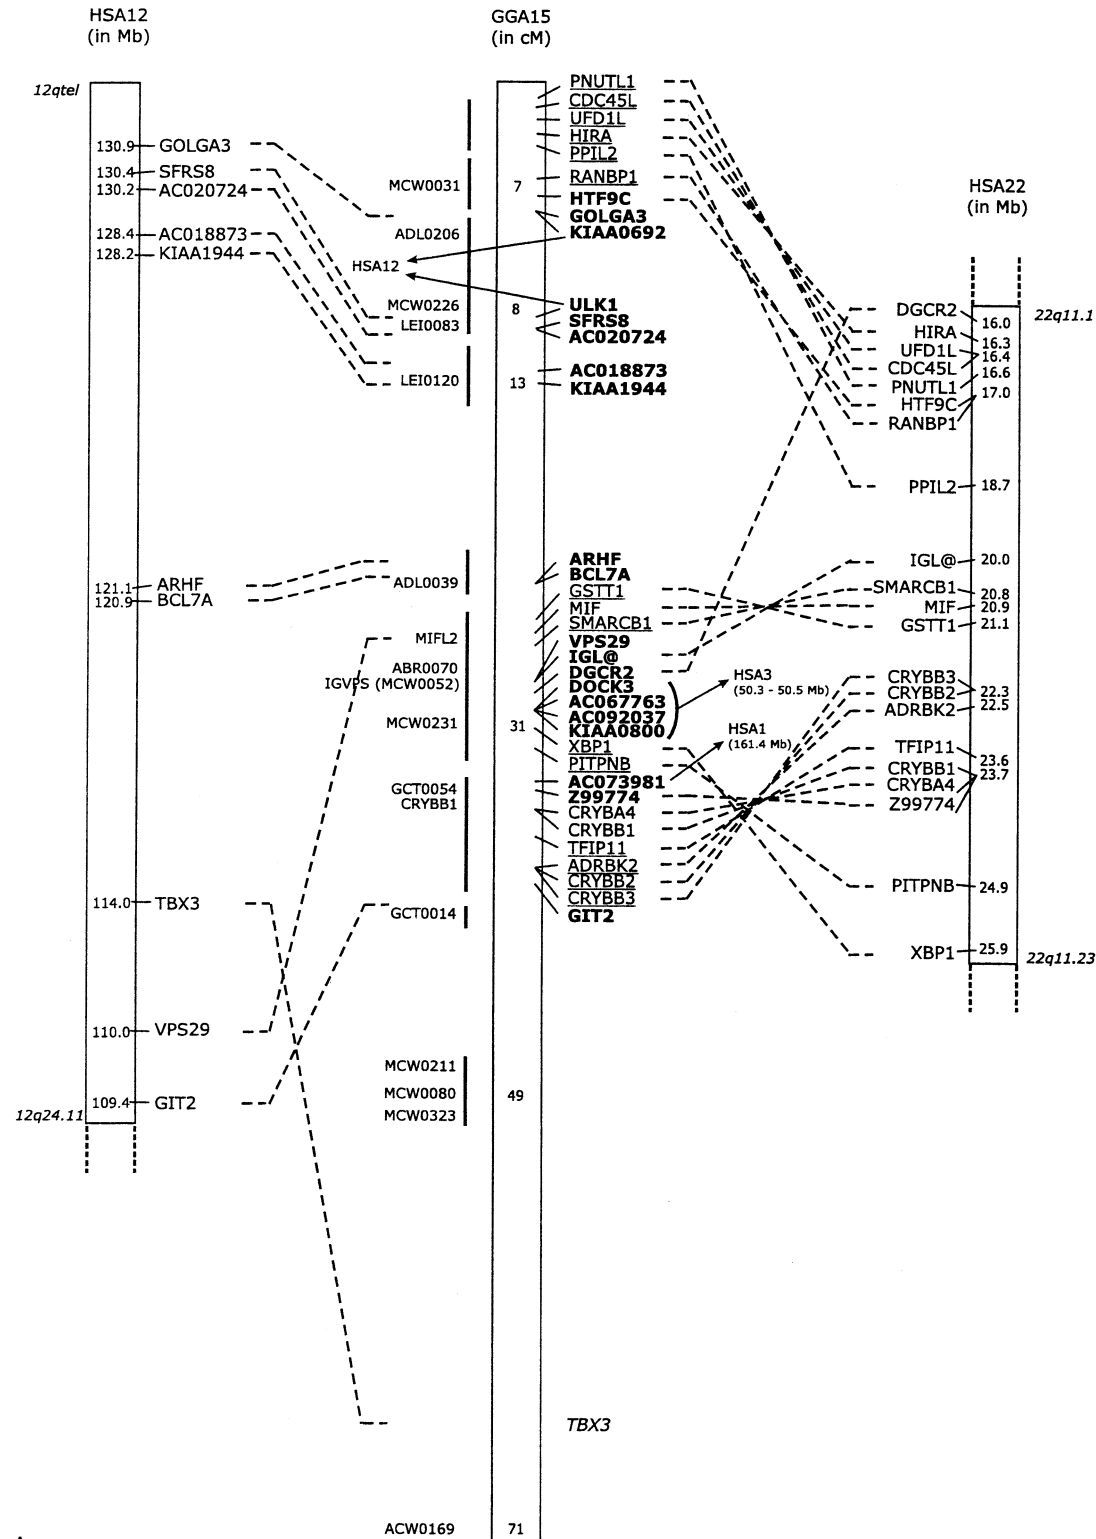 HSA12
(in Mb)
12qtel
130.9 GOLGA3
130.4 SFRS8
130.2 AC020724
128.4 AC018873
128.2 KIAA1944
121.1 ARHF
120.9 BCL7A
114.0 TBX3
110.0 VPS29
109.4 GIT2
12q24.11
MCW0031
ADL0206
HSA12
MCW0226
LEI0083
LEI0120
ADL0039
MIFL2
ABR0070
IGVPS (MCW0052)
MCW0231
GCT0054
CRYBB1
GCT0014
MCW0211
MCW0080
MCW0323
ACW0169
GGA15
(in cM)
7
8
13
31
49
71
PNUTL1
CDC45L
UFD1L
HIRA
PPIL2
RANBP1
HTF9C
GOLGA3
KIAA0692
ULK1
SFRS8
AC020724
AC018873
KIAA1944
ARHF
BCL7A
GSTT1
MIF
SMARCB1
VPS29
IGL@
DGCR2
DOCK3
AC067763
AC092037
KIAA0800
XBP1
PITPNB
AC073981
Z99774
CRYBA4
CRYBB1
TFIP11
ADRBK2
CRYBB2
CRYBB3
GIT2
TBX3
HSA3
(50.3 - 50.5 Mb)
HSA1
(161.4 Mb)
HSA22
(in Mb)
22q11.1
DGCR2 16.0
HIRA 16.3
UFD1L 16.4
CDC45L
PNUTL1 16.6
HTF9C 17.0
RANBP1
PPIL2 18.7
IGL@ 20.0
SMARCB1 20.8
MIF 20.9
GSTT1 21.1
CRYBB3
CRYBB2 22.3
ADRBK2 22.5
TFIP11 23.6
CRYBB1 23.7
CRYBA4
Z99774
PITPNB 24.9
XBP1 25.9
22q11.23